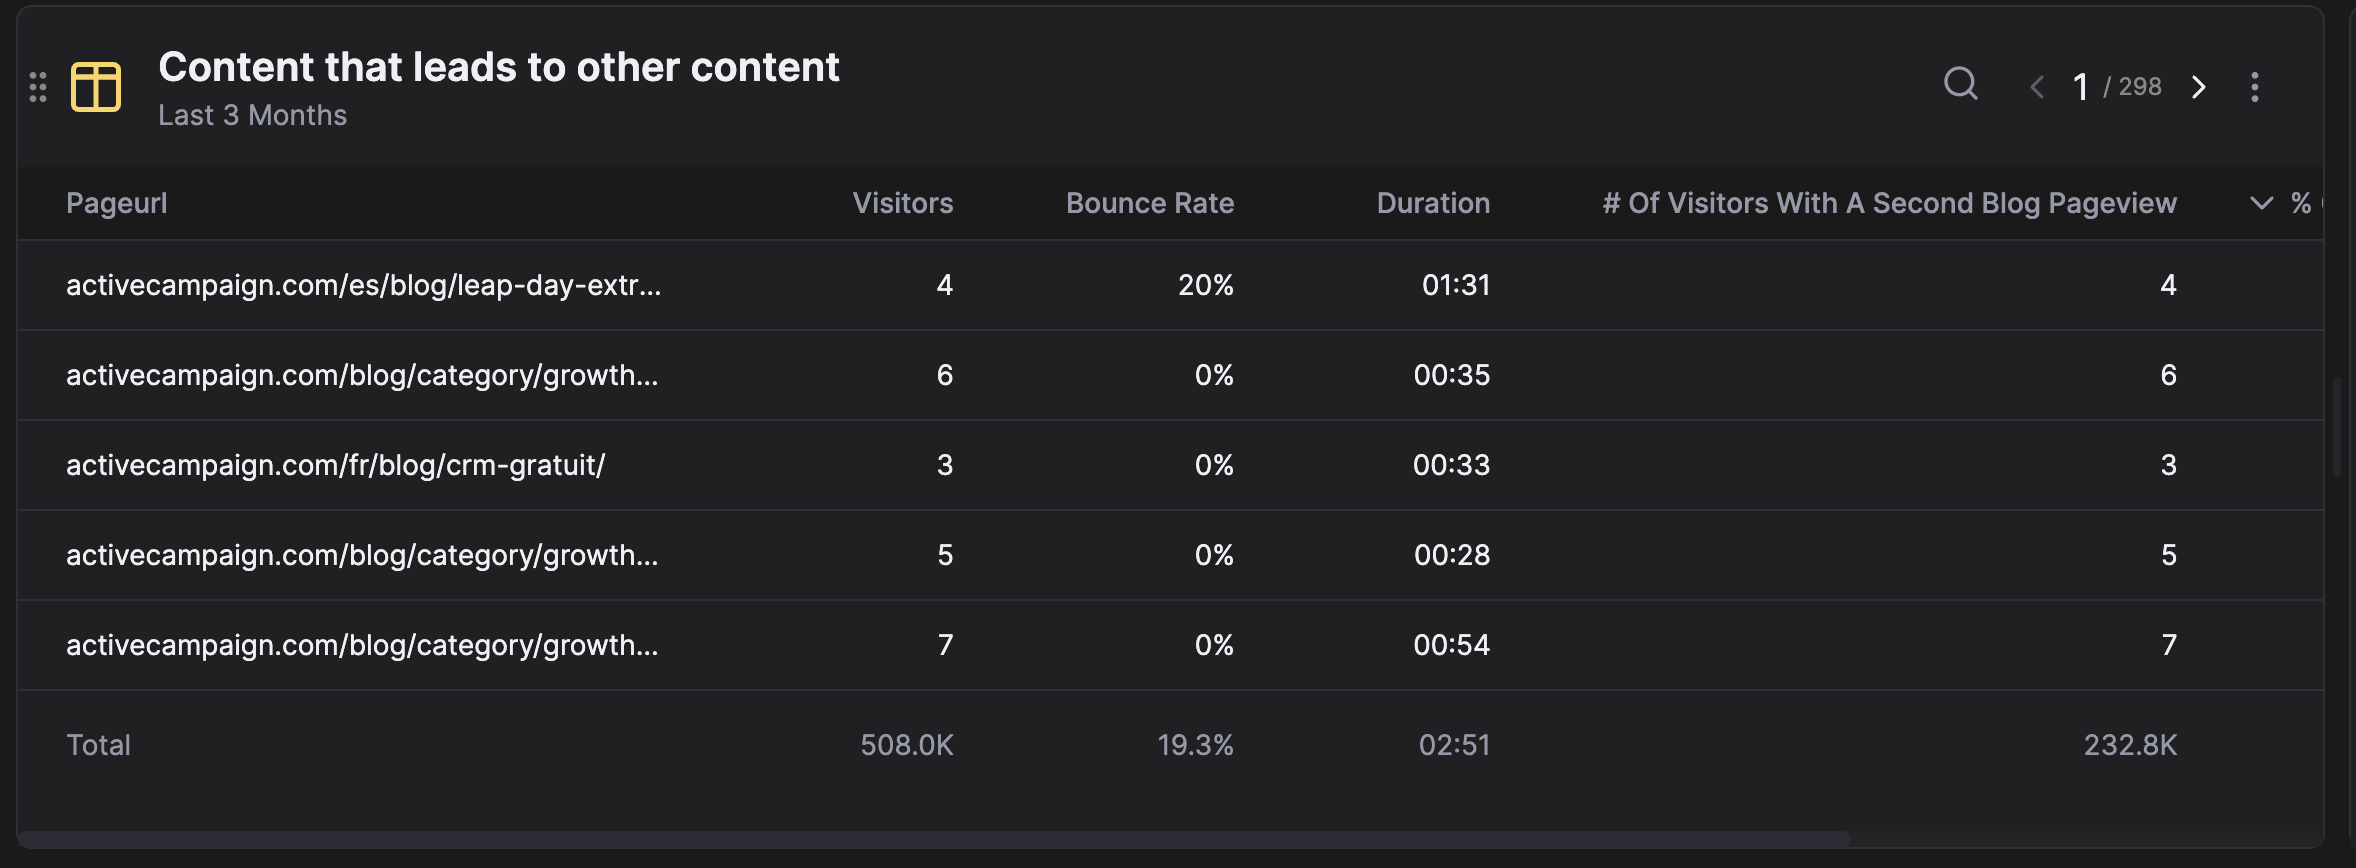 Content that leads to other content
Last 3 Months
1 / 298
Pageurl Visitors Bounce Rate Duration # Of Visitors With A Second Blog Pageview %
activecampaign.com/es/blog/leap-day-extr... 4 20% 01:31 4
activecampaign.com/blog/category/growth... 6 0% 00:35 6
activecampaign.com/fr/blog/crm-gratuit/ 3 0% 00:33 3
activecampaign.com/blog/category/growth... 5 0% 00:28 5
activecampaign.com/blog/category/growth... 7 0% 00:54 7
Total 508.0K 19.3% 02:51 232.8K